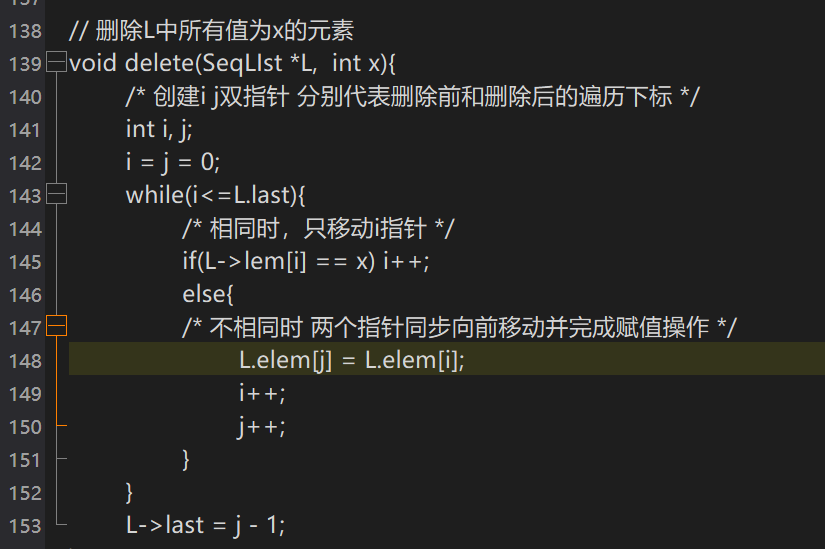 137
138 // 删除L中所有值为x的元素
139 void delete(SeqLIst *L, int x){
140 /* 创建i j双指针 分别代表删除前和删除后的遍历下标 */
141 int i, j;
142 i = j = 0;
143 while(i<=L.last){
144 /* 相同时，只移动i指针 */
145 if(L->lem[i] == x) i++;
146 else{
147 /* 不相同时 两个指针同步向前移动并完成赋值操作 */
148 L.elem[j] = L.elem[i];
149 i++;
150 j++;
151 }
152 }
153 L->last = j - 1;